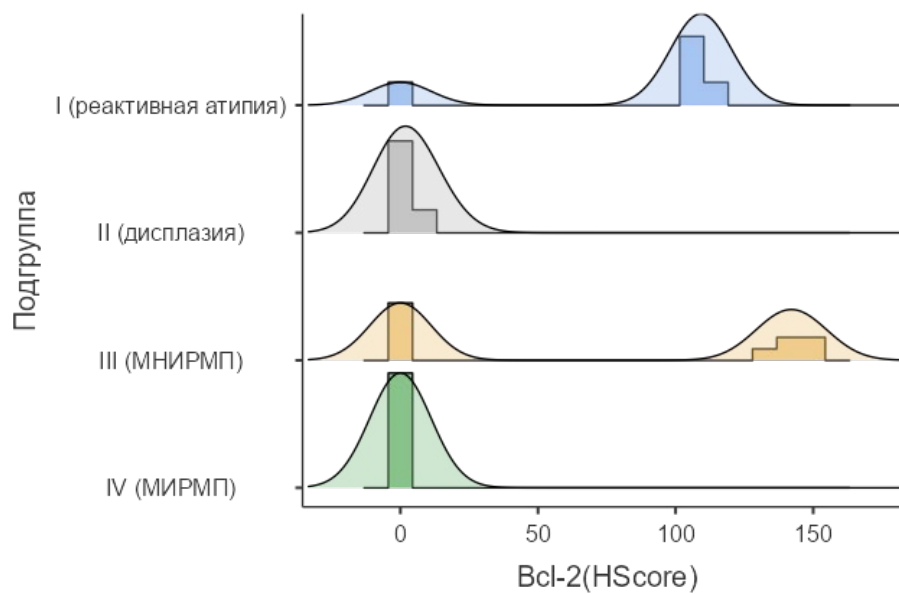 I (реактивная атипия)
II (дисплазия)
III (МНИРМП)
IV (МИРМП)
Подгруппа
0 50 100 150
Bcl-2(HScore)